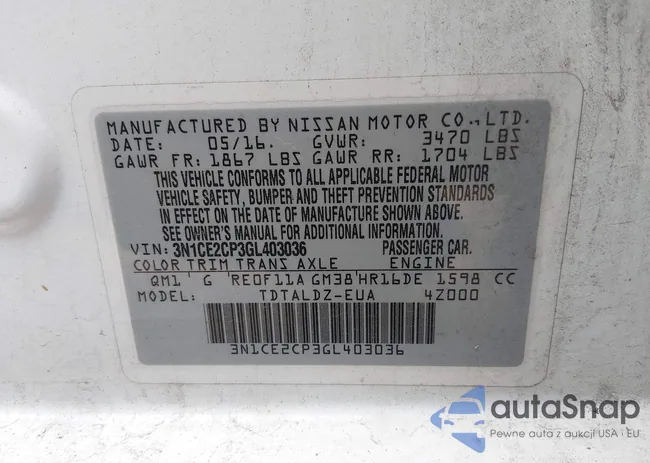 MANUFACTURED BY NISSAN MOTOR CO.,LTD.
DATE: 05/16. GVWR: 3470 LBS
GAWR FR: 1867 LBS GAWR RR: 1704 LBS
THIS VEHICLE CONFORMS TO ALL APPLICABLE FEDERAL MOTOR
VEHICLE SAFETY, BUMPER, AND THEFT PREVENTION STANDARDS
IN EFFECT ON THE DATE OF MANUFACTURE SHOWN ABOVE.
SEE OWNER'S MANUAL FOR ADDITIONAL INFORMATION.
VIN: 3N1CE2CP3GL403036 PASSENGER CAR.
COLOR TRIM TRANS AXLE ENGINE
QM1 G RE0F11A GM38 HR16DE 1598 CC
MODEL: TDTALDZ-EUA 4Z000
3N1CE2CP3GL403036
autoSnap
Pewne auta z aukcji USA i EU